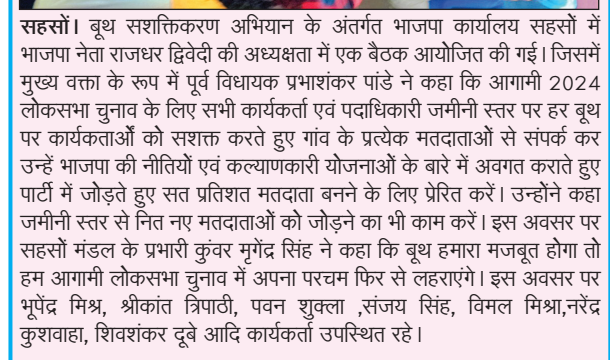 सहसों। बूथ सशक्तिकरण अभियान के अंतर्गत भाजपा कार्यालय सहसों में
भाजपा नेता राजधर द्विवेदी की अध्यक्षता में एक बैठक आयोजित की गई। जिसमें
मुख्य वक्ता के रूप में पूर्व विधायक प्रभाशंकर पांडे ने कहा कि आगामी 2024
लोकसभा चुनाव के लिए सभी कार्यकर्ता एवं पदाधिकारी जमीनी स्तर पर हर बूथ
पर कार्यकताओं को सशक्त करते हुए गांव के प्रत्येक मतदाताओं से संपर्क कर
उन्हें भाजपा की नीतियों एवं कल्याणकारी योजनाओं के बारे में अवगत कराते हुए
पार्टी में जोड़ते हुए सत प्रतिशत मतदाता बनने के लिए प्रेरित करें। उन्होंने कहा
जमीनी स्तर से नित नए मतदाताओं को जोड़ने का भी काम करें। इस अवसर पर
सहसों मंडल के प्रभारी कुंवर मृगेंद्र सिंह ने कहा कि बूथ हमारा मजबूत होगा तो
हम आगामी लोकसभा चुनाव में अपना परचम फिर से लहराएंगे। इस अवसर पर
भूपेंद्र मिश्र, श्रीकांत त्रिपाठी, पवन शुक्ला ,संजय सिंह, विमल मिश्रा,नरेंद्र
कुशवाहा, शिवशंकर दूबे आदि कार्यकर्ता उपस्थित रहे।